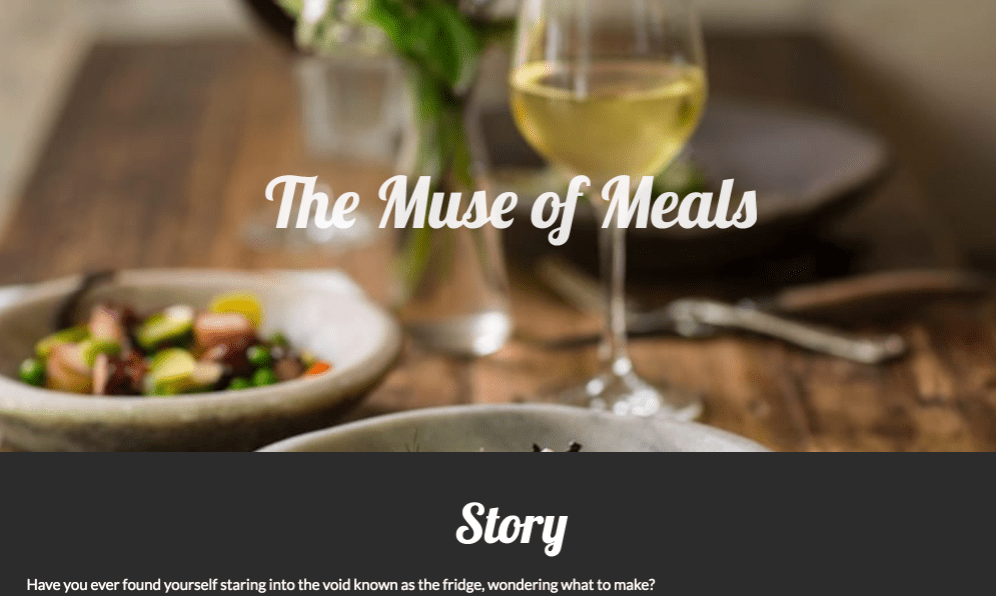 The Muse of Meals
Story
Have you ever found yourself staring into the void known as the fridge, wondering what to make?